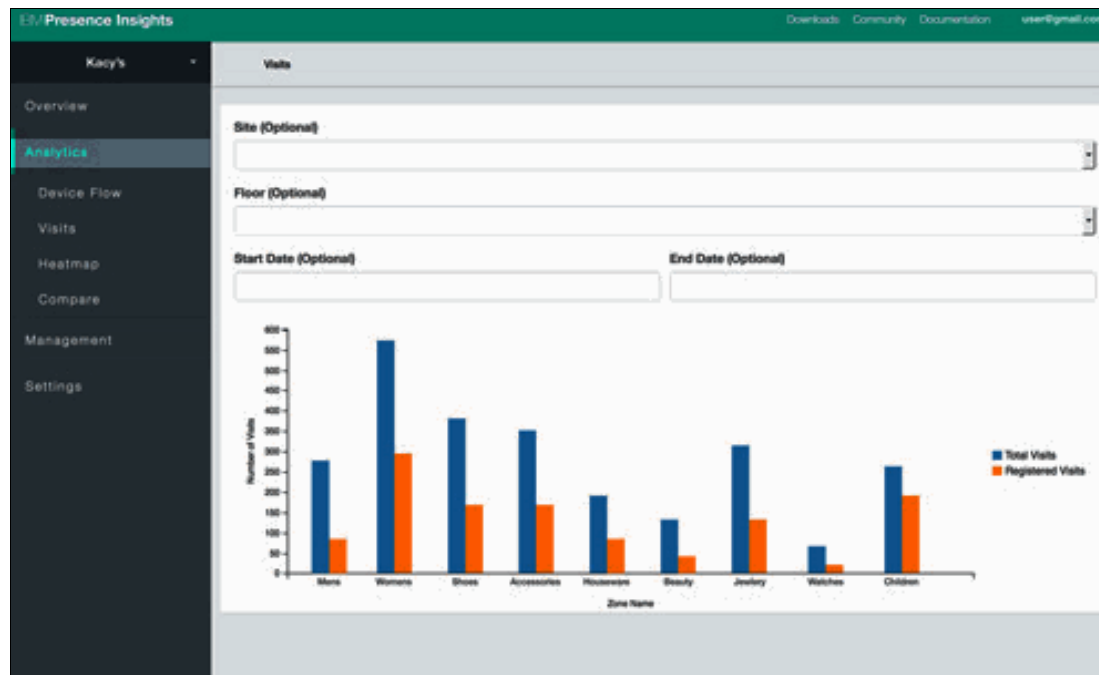 IBM Presence Insights
Downloads Community Documentation user@gmail.com
Kacy's
Visits
Overview
Analytics
Device Flow
Visits
Heatmap
Compare
Management
Settings
Site (Optional)
Floor (Optional)
Start Date (Optional) End Date (Optional)
600
550
500
450
400
350
300
250
200
150
100
50
0
Number of Visits
Mens Womens Shoes Accessories Houseware Beauty Jewlery Watches Children
Zone Name
Total Visits
Registered Visits